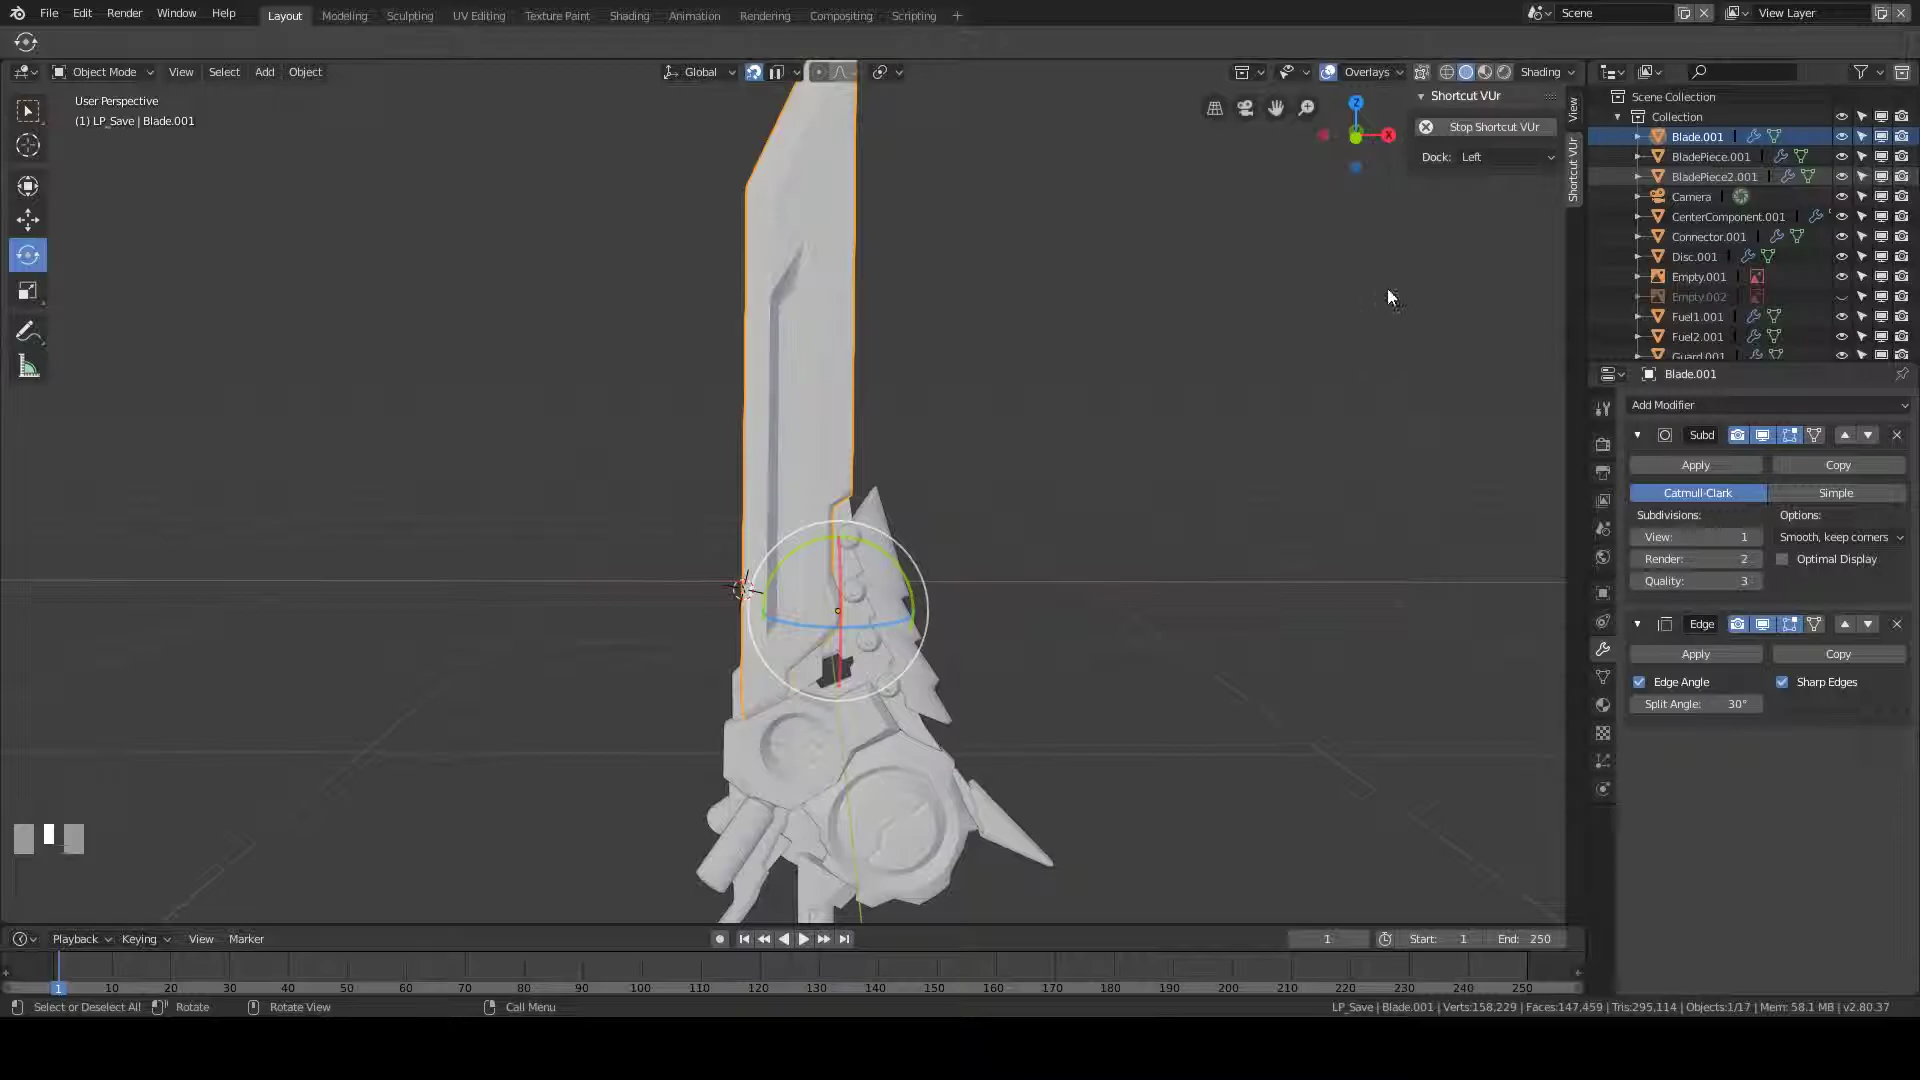 File Edit Render Window Help Layout Modeling Sculpting UV Editing Texture Paint Shading Animation Rendering Compositing Scripting + Scene View Layer
Object Mode View Select Add Object Global Overlays Shading
User Perspective
(1) LP_Save | Blade.001
Z
X
Shortcut VUr
Stop Shortcut VUr
Dock: Left
View
Shortcut VUr
Scene Collection
Collection
Blade.001
BladePiece.001
BladePiece2.001
Camera
CenterComponent.001
Connector.001
Disc.001
Empty.001
Empty.002
Fuel1.001
Fuel2.001
Guard.001
Blade.001
Add Modifier
Subd
Apply Copy
Catmull-Clark Simple
Subdivisions: Options:
View: 1 Smooth, keep corners
Render: 2 Optimal Display
Quality: 3
Edge
Apply Copy
Edge Angle Sharp Edges
Split Angle: 30°
Playback Keying View Marker 1 Start: 1 End: 250
1 10 20 30 40 50 60 70 80 90 100 110 120 130 140 150 160 170 180 190 200 210 220 230 240 250
Select or Deselect All Rotate Rotate View Call Menu LP_Save | Blade.001 | Verts:158,229 | Faces:147,459 | Tris:295,114 | Objects:1/17 | Mem: 58.1 MB | v2.80.37